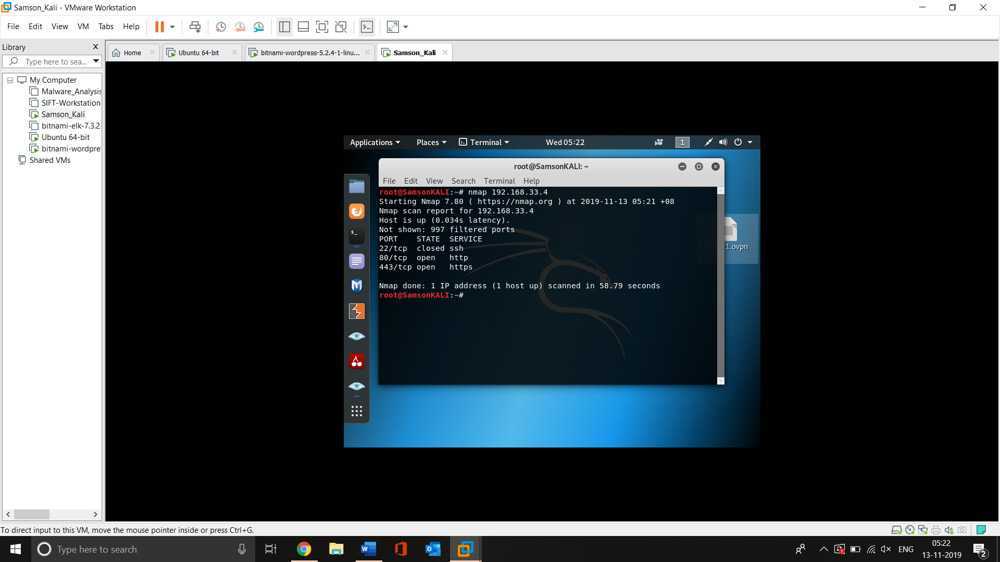 Samson_Kali - VMware Workstation
File Edit View VM Tabs Help
Library
Type here to sea...
Home
Ubuntu 64-bit
bitnami-wordpress-5.2.4-1-linu...
Samson_Kali
My Computer
Malware_Analysis
SIFT-Workstation
Samson_Kali
bitnami-elk-7.3.2-
Ubuntu 64-bit
bitnami-wordpre
Shared VMs
Applications Places Terminal Wed 05:22 1
root@SamsonKALI: ~
File Edit View Search Terminal Help
root@SamsonKALI:~# nmap 192.168.33.4
Starting Nmap 7.80 ( https://nmap.org ) at 2019-11-13 05:21 +08
Nmap scan report for 192.168.33.4
Host is up (0.034s latency).
Not shown: 997 filtered ports
PORT STATE SERVICE
22/tcp closed ssh
80/tcp open http
443/tcp open https
Nmap done: 1 IP address (1 host up) scanned in 58.79 seconds
root@SamsonKALI:~#
client1.ovpn
To direct input to this VM, move the mouse pointer inside or press Ctrl+G.
Type here to search
ENG
05:22
13-11-2019
2